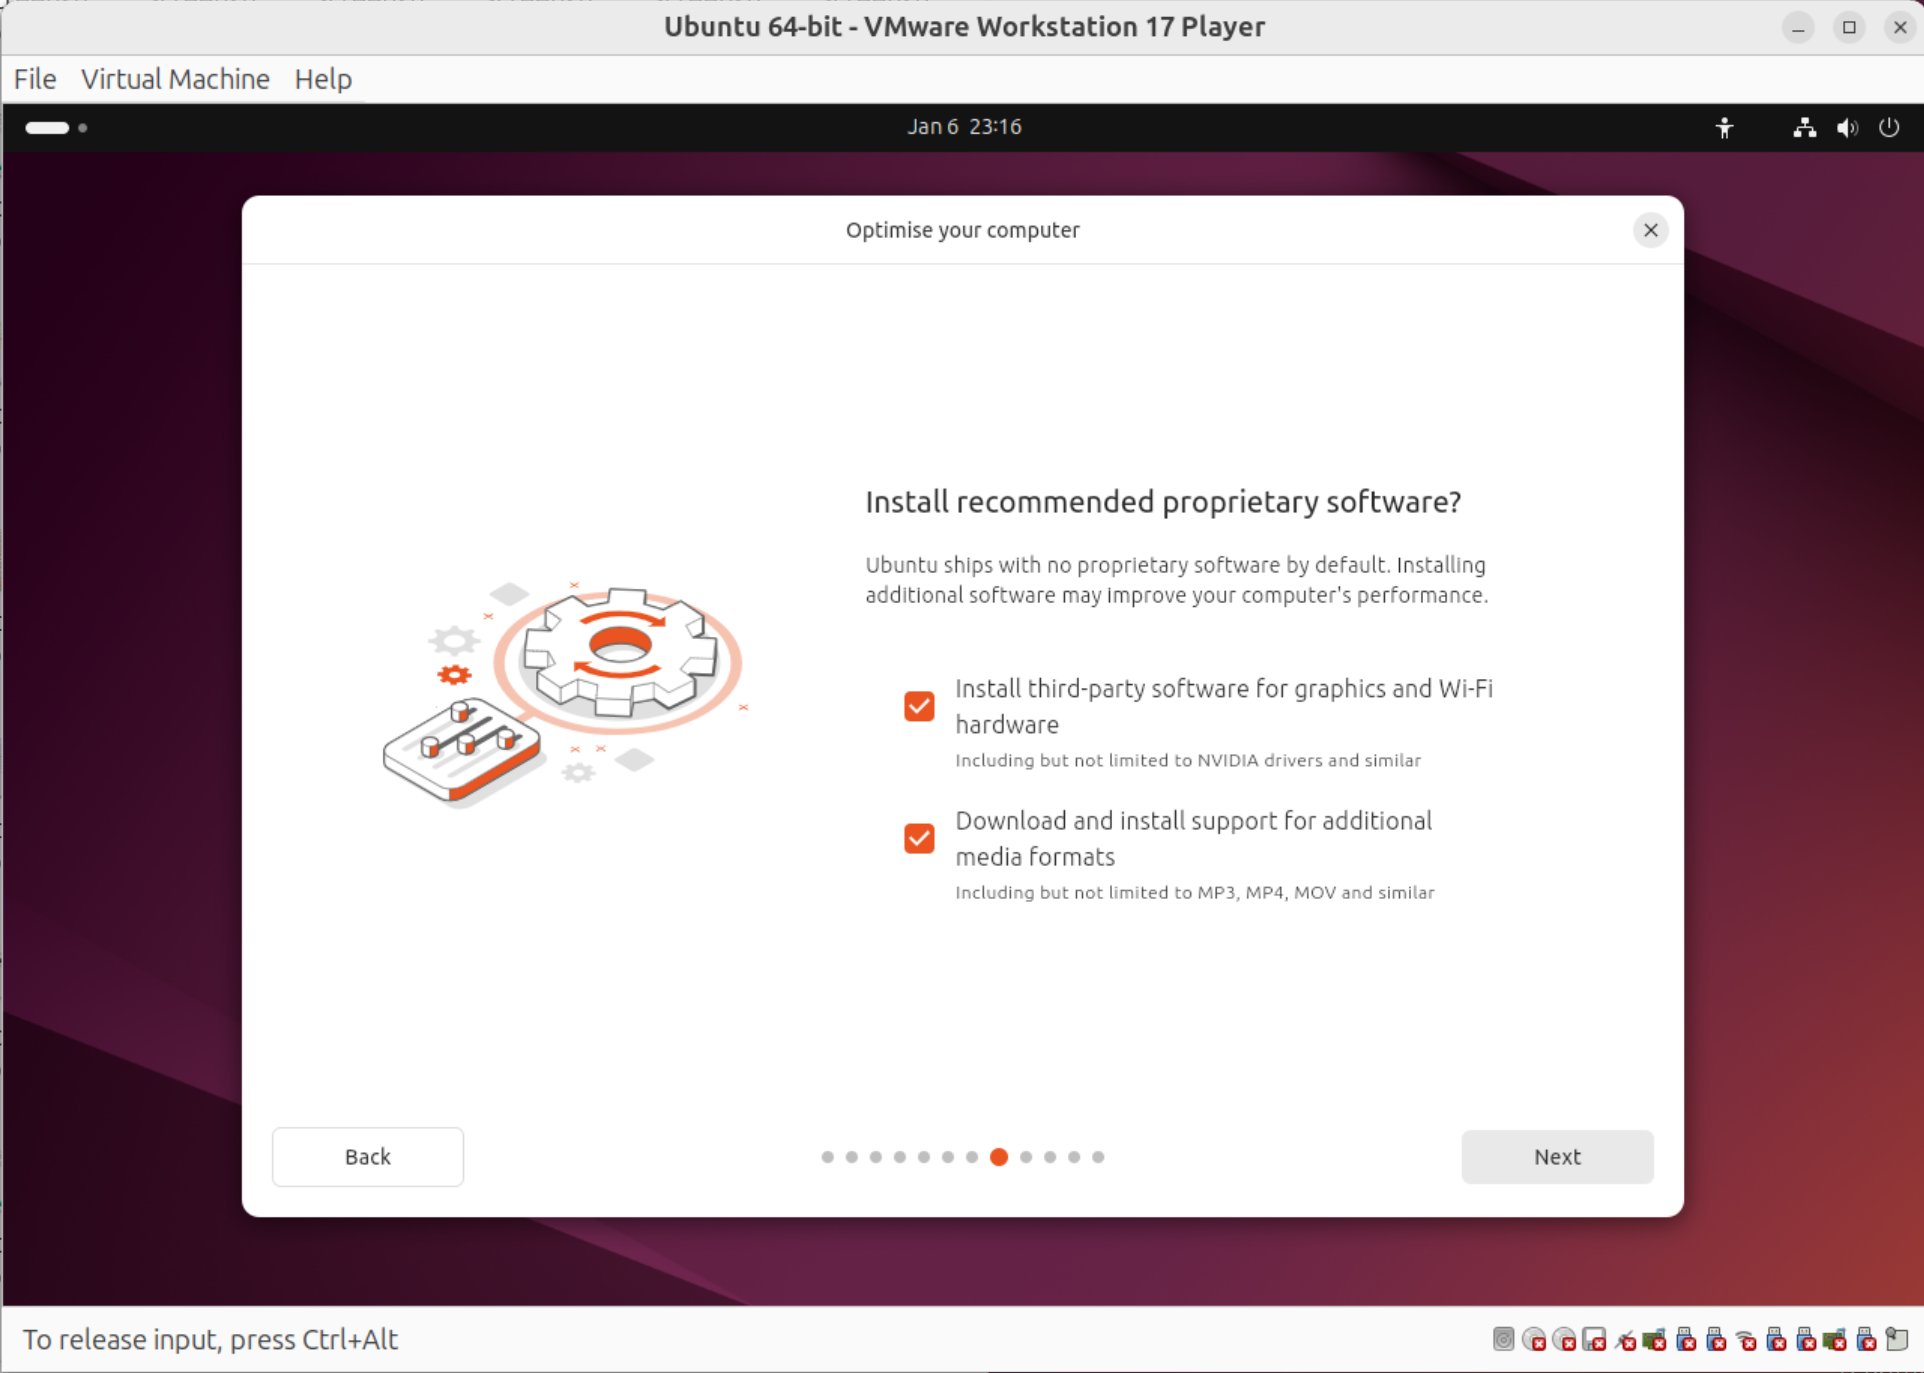 Ubuntu 64-bit - VMware Workstation 17 Player
File Virtual Machine Help
Jan 6 23:16
Optimise your computer
Install recommended proprietary software?
Ubuntu ships with no proprietary software by default. Installing
additional software may improve your computer's performance.
Install third-party software for graphics and Wi-Fi
hardware
Including but not limited to NVIDIA drivers and similar
Download and install support for additional
media formats
Including but not limited to MP3, MP4, MOV and similar
Back
Next
To release input, press Ctrl+Alt